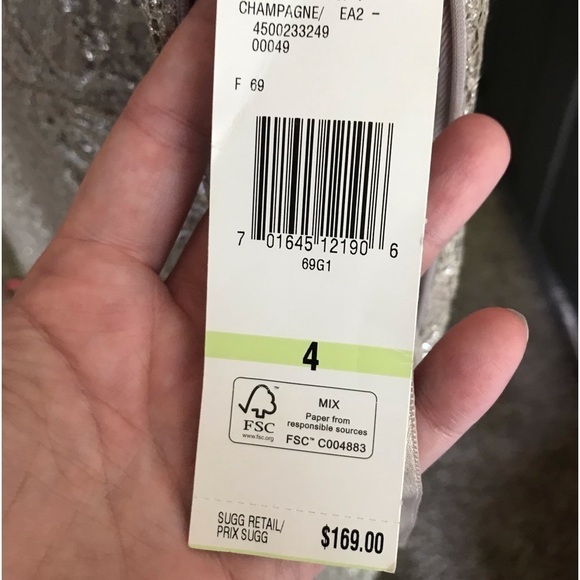 CHAMPAGNE/ EA2 -
4500233249
00049
F 69
7 01645 12190 6
69G1
4
FSC™
www.fsc.org
MIX
Paper from
responsible sources
FSC™ C004883
SUGG RETAIL/
PRIX SUGG
$169.00